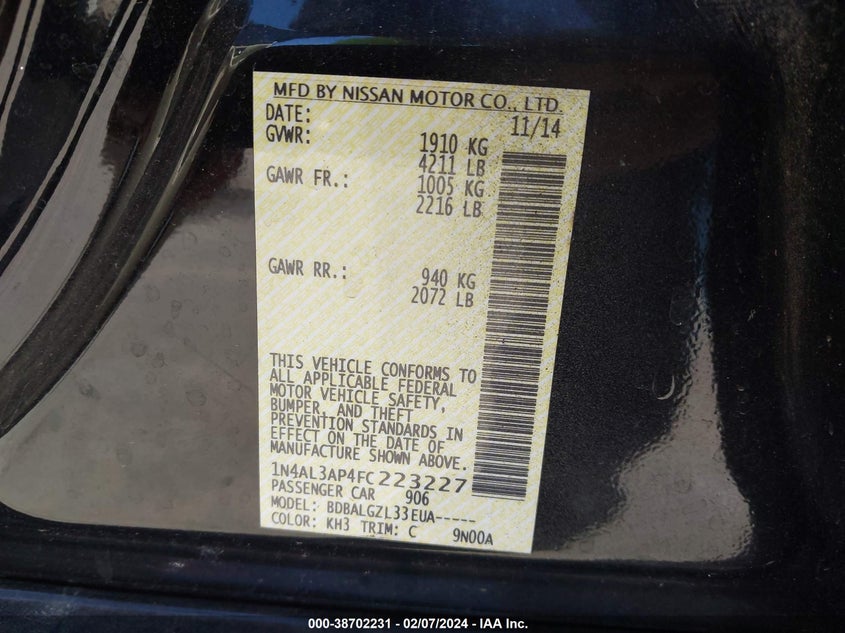 MFD BY NISSAN MOTOR CO., LTD.
DATE: 11/14
GVWR: 1910 KG
4211 LB
GAWR FR.: 1005 KG
2216 LB
GAWR RR.: 940 KG
2072 LB
THIS VEHICLE CONFORMS TO
ALL APPLICABLE FEDERAL
MOTOR VEHICLE SAFETY,
BUMPER, AND THEFT
PREVENTION STANDARDS IN
EFFECT ON THE DATE OF
MANUFACTURE SHOWN ABOVE.
1N4AL3AP4FC223227
PASSENGER CAR 906
MODEL: BDBALGZL33EUA-----
COLOR: KH3 TRIM: C 9N00A
000-38702231 - 02/07/2024 - IAA Inc.